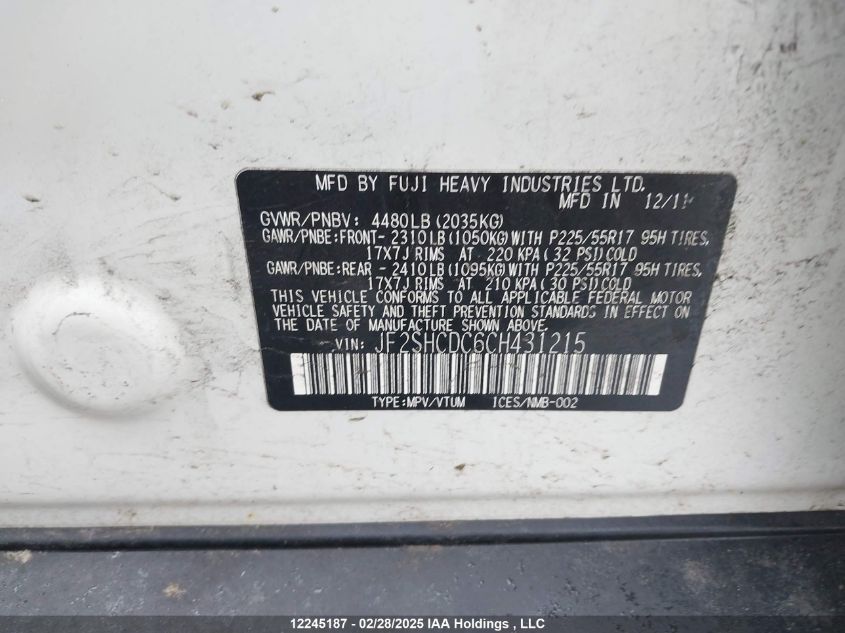 MFD BY FUJI HEAVY INDUSTRIES LTD.
MFD IN 12/11
GVWR/PNBV: 4480LB(2035KG)
GAWR/PNBE:FRONT- 2310LB(1050KG)WITH P225/55R17 95H TIRES,
17X7J RIMS AT 220 KPA(32 PSI)COLD
GAWR/PNBE:REAR - 2410LB(1095KG)WITH P225/55R17 95H TIRES,
17X7J RIMS AT 210 KPA(30 PSI)COLD
THIS VEHICLE CONFORMS TO ALL APPLICABLE FEDERAL MOTOR
VEHICLE SAFETY AND THEFT PREVENTION STANDARDS IN EFFECT ON
THE DATE OF MANUFACTURE SHOWN ABOVE.
VIN: JF2SHCDC6CH431215
TYPE:MPV/VTUM ICES/NMB-002
12245187 - 02/28/2025 IAA Holdings , LLC